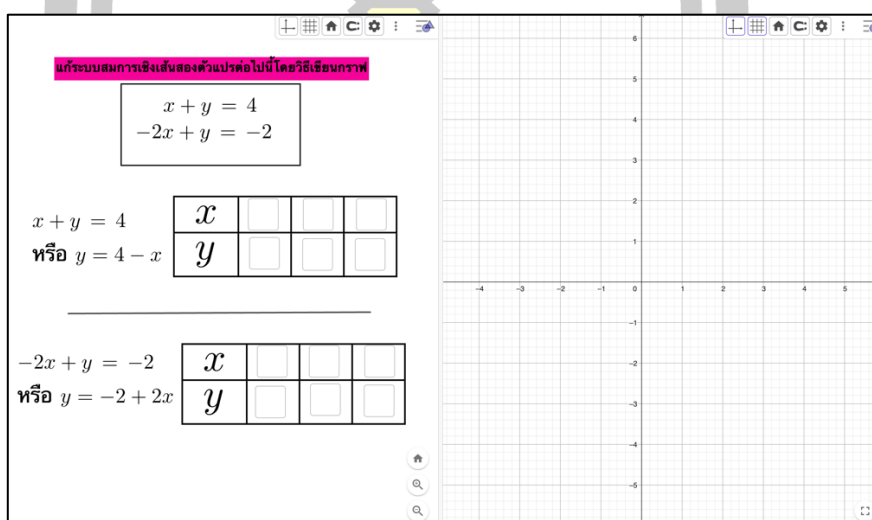 แก้ระบบสมการเชิงเส้นสองตัวแปรต่อไปนี้โดยวิธีเขียนกราฟ
x + y = 4
−2x + y = −2
x + y = 4
หรือ y = 4 − x
x
y
−2x + y = −2
หรือ y = −2 + 2x
x
y
6
5
4
3
2
1
−4 −3 −2 −1 0 1 2 3 4 5
−1
−2
−3
−4
−5